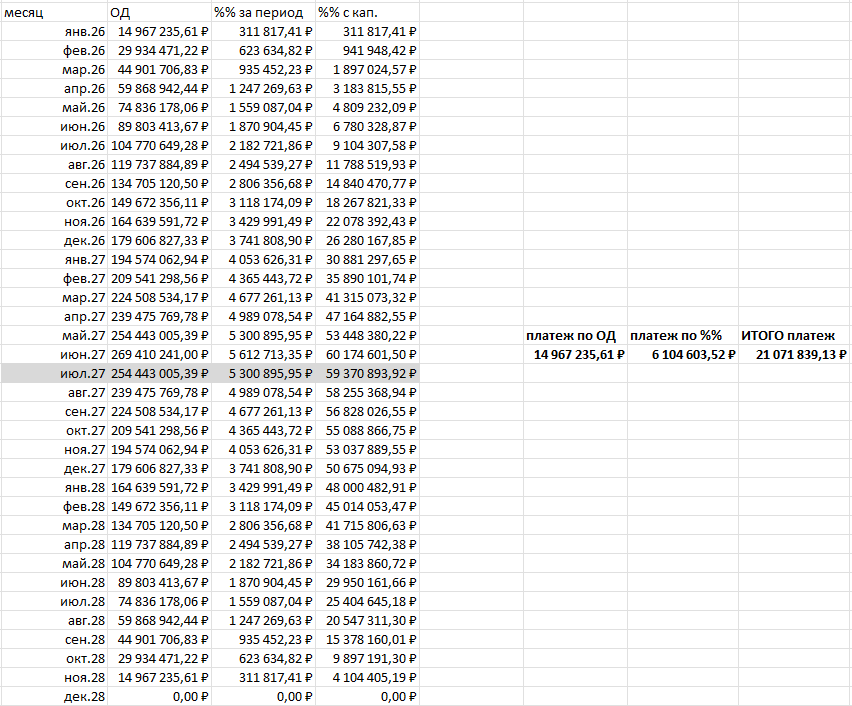 месяц ОД %% за период %% с кап.
янв.26 14 967 235,61 ₽ 311 817,41 ₽ 311 817,41 ₽
фев.26 29 934 471,22 ₽ 623 634,82 ₽ 941 948,42 ₽
мар.26 44 901 706,83 ₽ 935 452,23 ₽ 1 897 024,57 ₽
апр.26 59 868 942,44 ₽ 1 247 269,63 ₽ 3 183 815,55 ₽
май.26 74 836 178,06 ₽ 1 559 087,04 ₽ 4 809 232,09 ₽
июн.26 89 803 413,67 ₽ 1 870 904,45 ₽ 6 780 328,87 ₽
июл.26 104 770 649,28 ₽ 2 182 721,86 ₽ 9 104 307,58 ₽
авг.26 119 737 884,89 ₽ 2 494 539,27 ₽ 11 788 519,93 ₽
сен.26 134 705 120,50 ₽ 2 806 356,68 ₽ 14 840 470,77 ₽
окт.26 149 672 356,11 ₽ 3 118 174,09 ₽ 18 267 821,33 ₽
ноя.26 164 639 591,72 ₽ 3 429 991,49 ₽ 22 078 392,43 ₽
дек.26 179 606 827,33 ₽ 3 741 808,90 ₽ 26 280 167,85 ₽
янв.27 194 574 062,94 ₽ 4 053 626,31 ₽ 30 881 297,65 ₽
фев.27 209 541 298,56 ₽ 4 365 443,72 ₽ 35 890 101,74 ₽
мар.27 224 508 534,17 ₽ 4 677 261,13 ₽ 41 315 073,32 ₽
апр.27 239 475 769,78 ₽ 4 989 078,54 ₽ 47 164 882,55 ₽
май.27 254 443 005,39 ₽ 5 300 895,95 ₽ 53 448 380,22 ₽ платеж по ОД платеж по %% ИТОГО платеж
июн.27 269 410 241,00 ₽ 5 612 713,35 ₽ 60 174 601,50 ₽ 14 967 235,61 ₽ 6 104 603,52 ₽ 21 071 839,13 ₽
июл.27 254 443 005,39 ₽ 5 300 895,95 ₽ 59 370 893,92 ₽
авг.27 239 475 769,78 ₽ 4 989 078,54 ₽ 58 255 368,94 ₽
сен.27 224 508 534,17 ₽ 4 677 261,13 ₽ 56 828 026,55 ₽
окт.27 209 541 298,56 ₽ 4 365 443,72 ₽ 55 088 866,75 ₽
ноя.27 194 574 062,94 ₽ 4 053 626,31 ₽ 53 037 889,55 ₽
дек.27 179 606 827,33 ₽ 3 741 808,90 ₽ 50 675 094,93 ₽
янв.28 164 639 591,72 ₽ 3 429 991,49 ₽ 48 000 482,91 ₽
фев.28 149 672 356,11 ₽ 3 118 174,09 ₽ 45 014 053,47 ₽
мар.28 134 705 120,50 ₽ 2 806 356,68 ₽ 41 715 806,63 ₽
апр.28 119 737 884,89 ₽ 2 494 539,27 ₽ 38 105 742,38 ₽
май.28 104 770 649,28 ₽ 2 182 721,86 ₽ 34 183 860,72 ₽
июн.28 89 803 413,67 ₽ 1 870 904,45 ₽ 29 950 161,66 ₽
июл.28 74 836 178,06 ₽ 1 559 087,04 ₽ 25 404 645,18 ₽
авг.28 59 868 942,44 ₽ 1 247 269,63 ₽ 20 547 311,30 ₽
сен.28 44 901 706,83 ₽ 935 452,23 ₽ 15 378 160,01 ₽
окт.28 29 934 471,22 ₽ 623 634,82 ₽ 9 897 191,30 ₽
ноя.28 14 967 235,61 ₽ 311 817,41 ₽ 4 104 405,19 ₽
дек.28 0,00 ₽ 0,00 ₽ 0,00 ₽